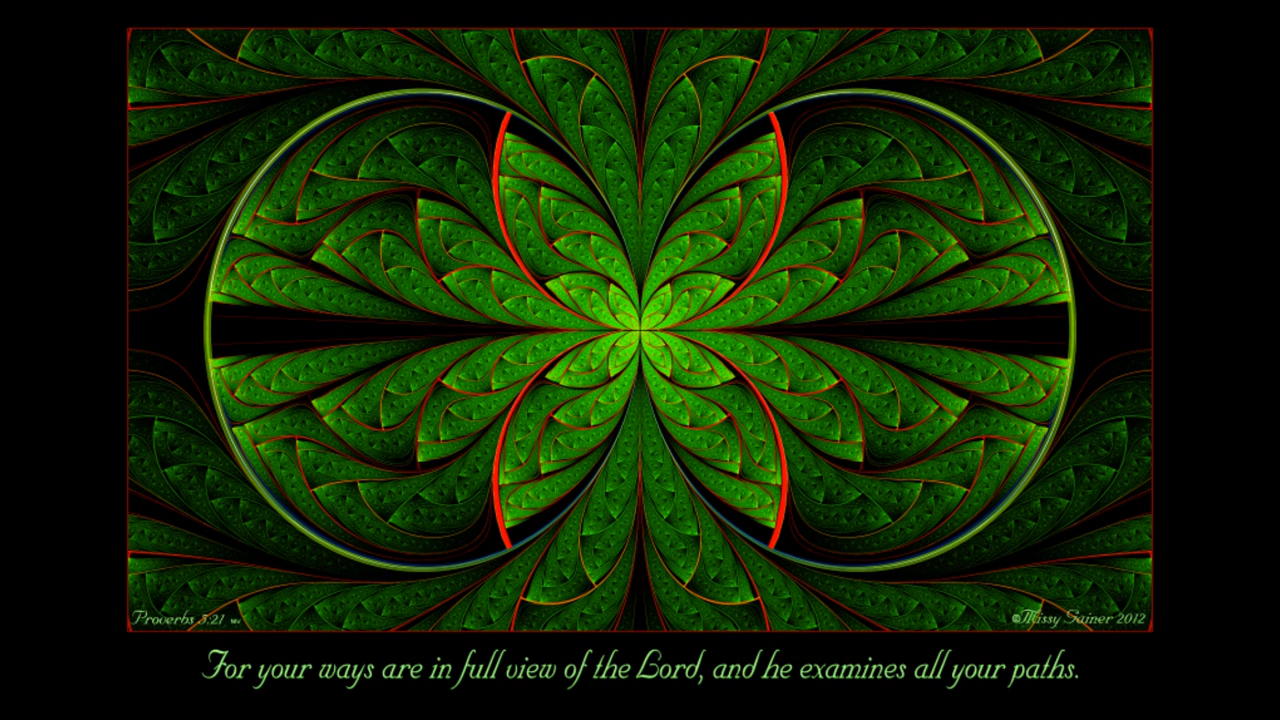 Proverbs 5:21 NIV
©Missy Gainer 2012
For your ways are in full view of the Lord, and he examines all your paths.